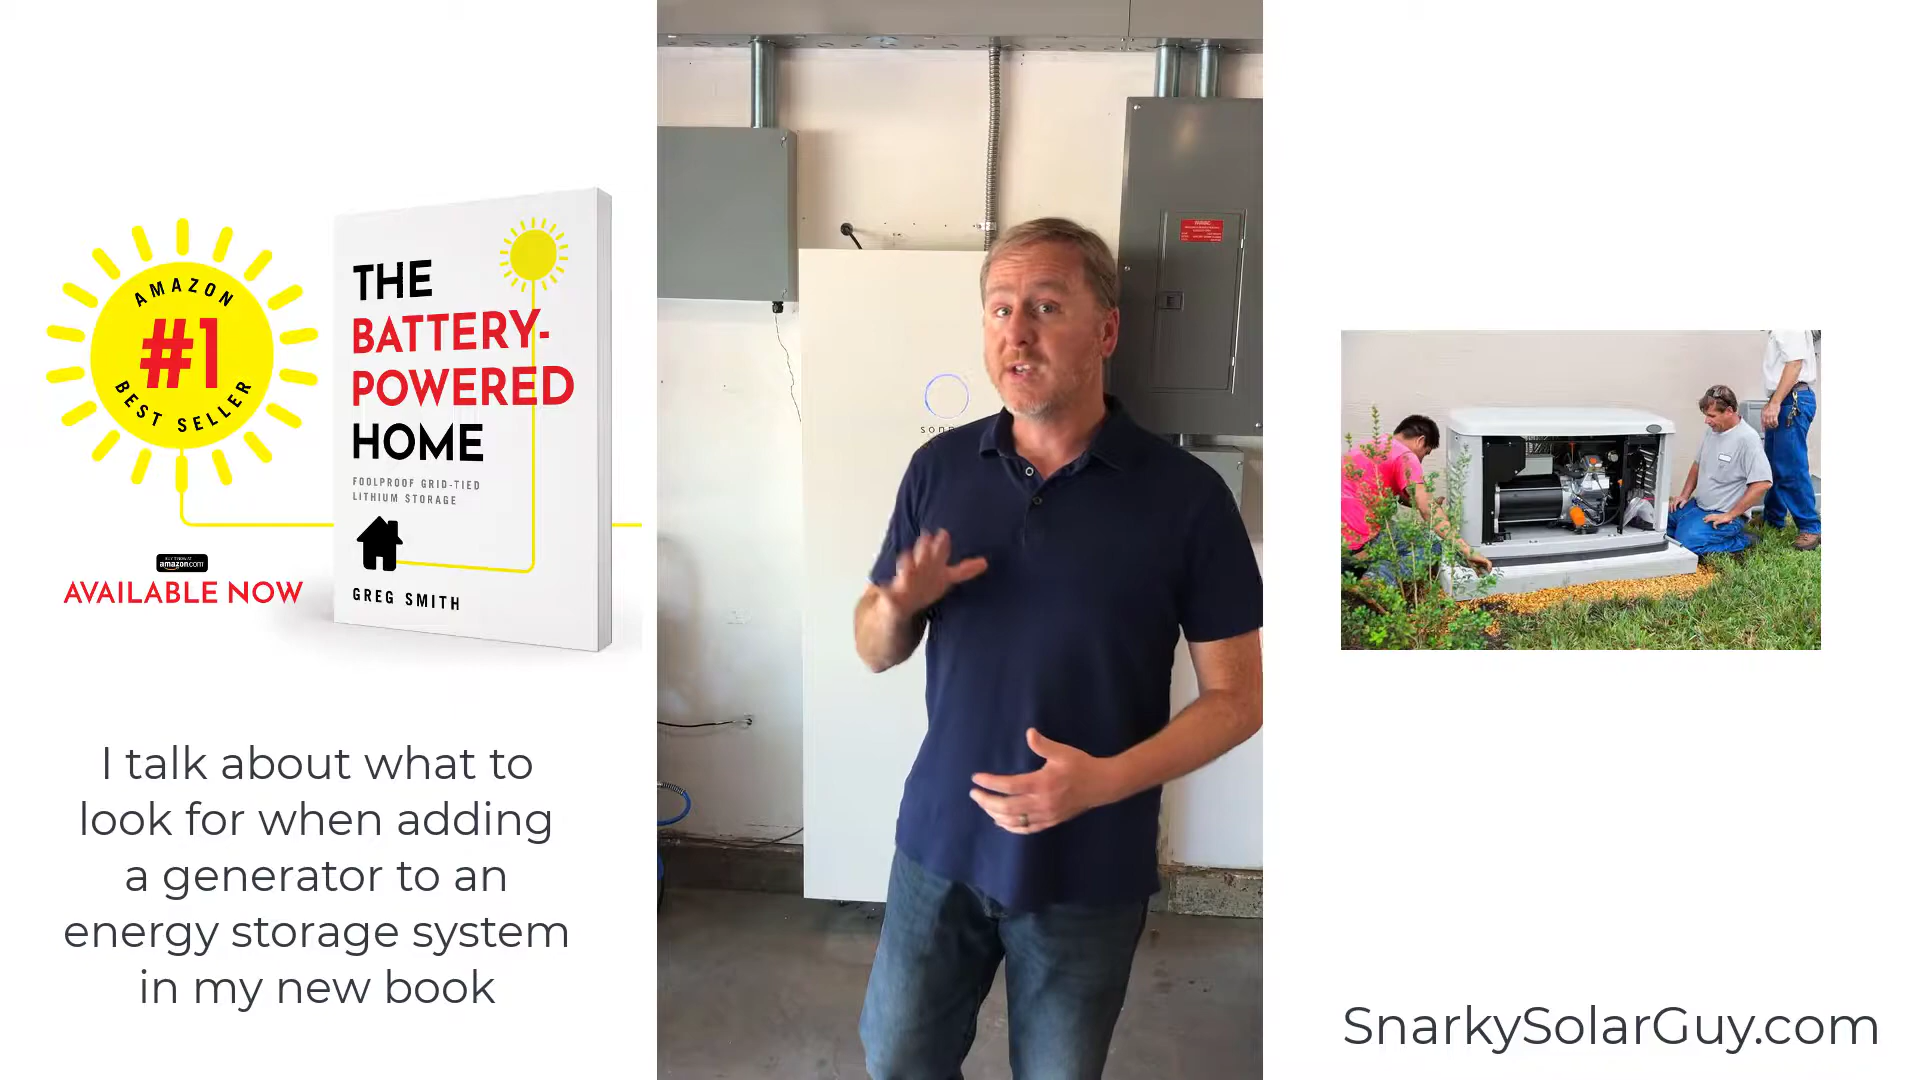 AMAZON
#1
BEST SELLER
amazon.com
AVAILABLE NOW
THE
BATTERY-
POWERED
HOME
FOOLPROOF GRID-TIED
LITHIUM STORAGE
GREG SMITH
I talk about what to
look for when adding
a generator to an
energy storage system
in my new book
SnarkySolarGuy.com